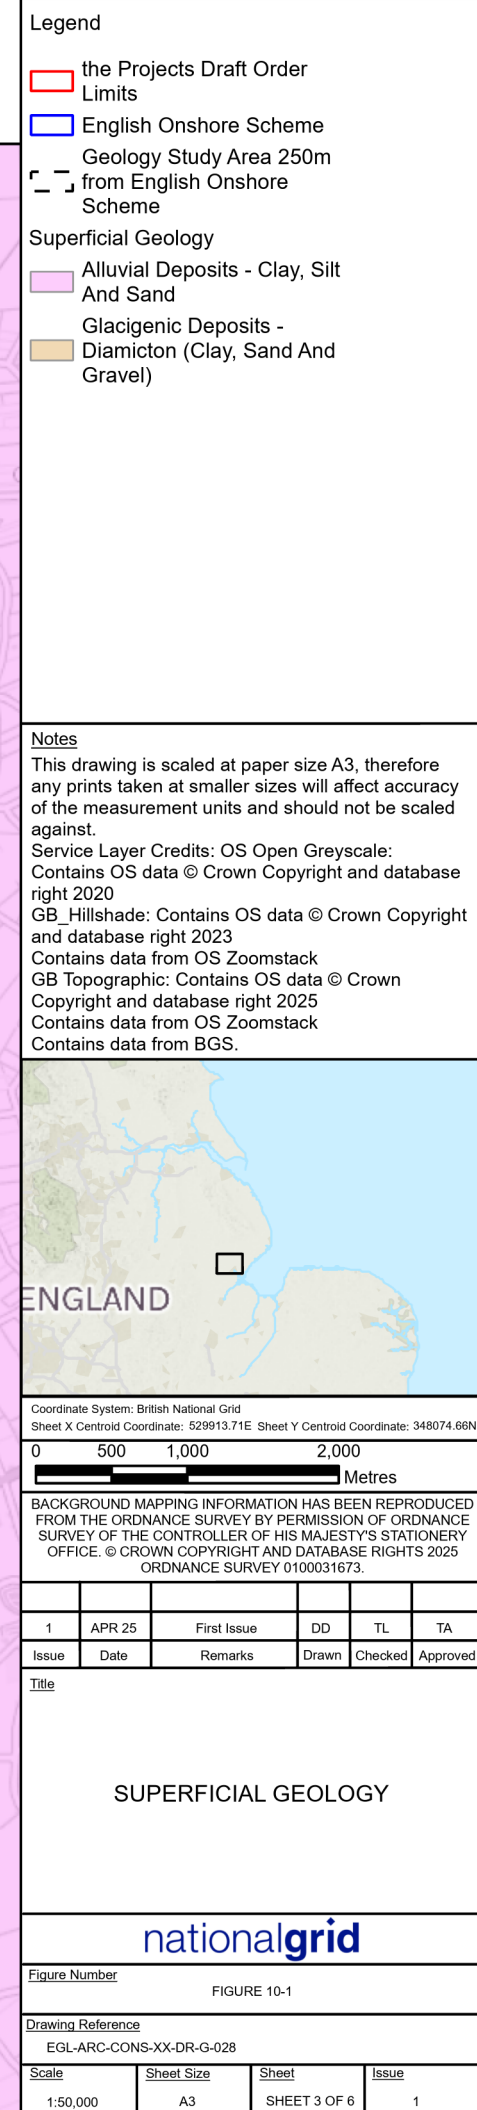 Legend
the Projects Draft Order
Limits
English Onshore Scheme
Geology Study Area 250m
from English Onshore
Scheme
Superficial Geology
Alluvial Deposits - Clay, Silt
And Sand
Glacigenic Deposits -
Diamicton (Clay, Sand And
Gravel)
Notes
This drawing is scaled at paper size A3, therefore
any prints taken at smaller sizes will affect accuracy
of the measurement units and should not be scaled
against.
Service Layer Credits: OS Open Greyscale:
Contains OS data © Crown Copyright and database
right 2020
GB_Hillshade: Contains OS data © Crown Copyright
and database right 2023
Contains data from OS Zoomstack
GB Topographic: Contains OS data © Crown
Copyright and database right 2025
Contains data from OS Zoomstack
Contains data from BGS.
ENGLAND
Coordinate System: British National Grid
Sheet X Centroid Coordinate: 529913.71E Sheet Y Centroid Coordinate: 348074.66N
0 500 1,000 2,000
Metres
BACKGROUND MAPPING INFORMATION HAS BEEN REPRODUCED
FROM THE ORDNANCE SURVEY BY PERMISSION OF ORDNANCE
SURVEY OF THE CONTROLLER OF HIS MAJESTY'S STATIONERY
OFFICE. © CROWN COPYRIGHT AND DATABASE RIGHTS 2025
ORDNANCE SURVEY 0100031673.
1 APR 25 First Issue DD TL TA
Issue Date Remarks Drawn Checked Approved
Title
SUPERFICIAL GEOLOGY
nationalgrid
Figure Number
FIGURE 10-1
Drawing Reference
EGL-ARC-CONS-XX-DR-G-028
Scale Sheet Size Sheet Issue
1:50,000 A3 SHEET 3 OF 6 1